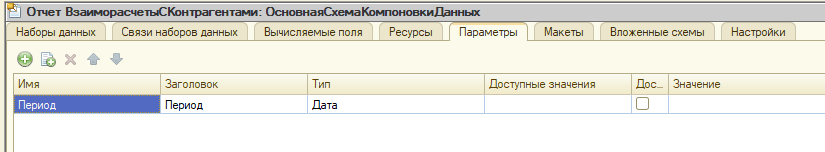 Отчет ВзаиморасчетыСКонтрагентами: ОсновнаяСхемаКомпоновкиДанных
Наборы данных Связи наборов данных Вычисляемые поля Ресурсы Параметры Макеты Вложенные схемы Настройки
Имя Заголовок Тип Доступные значения Дос... Значение
Период Период Дата